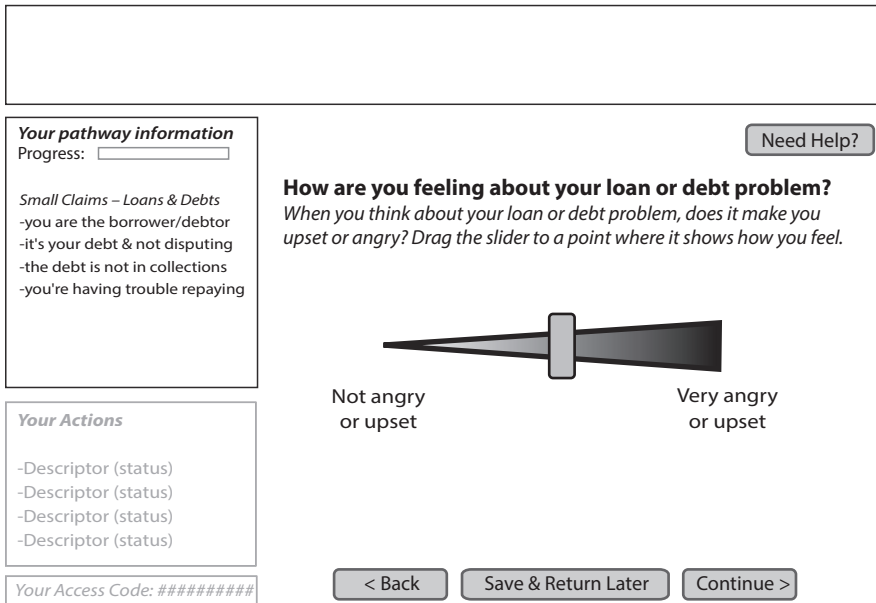 Your pathway information
Progress:
Small Claims – Loans & Debts
-you are the borrower/debtor
-it's your debt & not disputing
-the debt is not in collections
-you're having trouble repaying
Your Actions
-Descriptor (status)
-Descriptor (status)
-Descriptor (status)
-Descriptor (status)
Your Access Code: ##########
Need Help?
How are you feeling about your loan or debt problem?
When you think about your loan or debt problem, does it make you
upset or angry? Drag the slider to a point where it shows how you feel.
Not angry
or upset
Very angry
or upset
< Back
Save & Return Later
Continue >